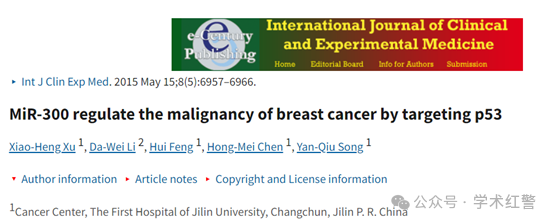 e-Century
Publishing
International Journal of Clinical
and Experimental Medicine
Home Editorial Board Info for Authors Submission
Int J Clin Exp Med. 2015 May 15;8(5):6957–6966.
MiR-300 regulate the malignancy of breast cancer by targeting p53
Xiao-Heng Xu 1, Da-Wei Li 2, Hui Feng 1, Hong-Mei Chen 1, Yan-Qiu Song 1
Author information Article notes Copyright and License information
1Cancer Center, The First Hospital of Jilin University, Changchun, Jilin P. R. China
公众号 · 学术红警